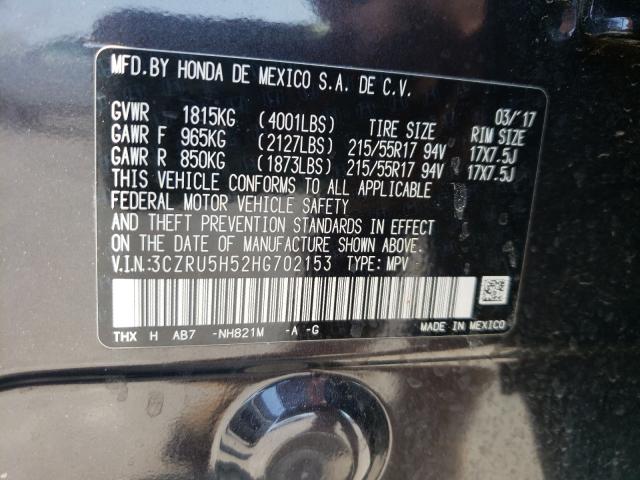 MFD.BY HONDA DE MEXICO S.A. DE C.V.
03/'17
GVWR 1815KG (4001LBS) TIRE SIZE RIM SIZE
GAWR F 965KG (2127LBS) 215/55R17 94V 17X7.5J
GAWR R 850KG (1873LBS) 215/55R17 94V 17X7.5J
THIS VEHICLE CONFORMS TO ALL APPLICABLE
FEDERAL MOTOR VEHICLE SAFETY
AND THEFT PREVENTION STANDARDS IN EFFECT
ON THE DATE OF MANUFACTURE SHOWN ABOVE.
V.I.N.:3CZRU5H52HG702153 TYPE: MPV
THX H AB7 -NH821M -A -G MADE IN MEXICO